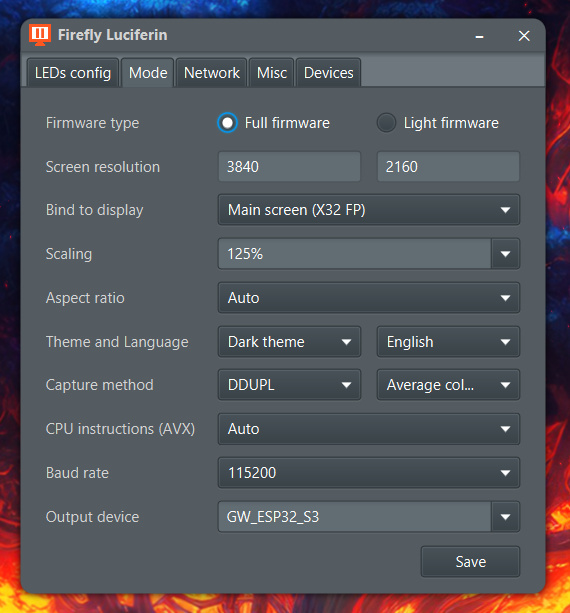 Firefly Luciferin
LEDs config Mode Network Misc Devices
Firmware type Full firmware Light firmware
Screen resolution 3840 2160
Bind to display Main screen (X32 FP)
Scaling 125%
Aspect ratio Auto
Theme and Language Dark theme English
Capture method DDUPL Average col...
CPU instructions (AVX) Auto
Baud rate 115200
Output device GW_ESP32_S3
Save